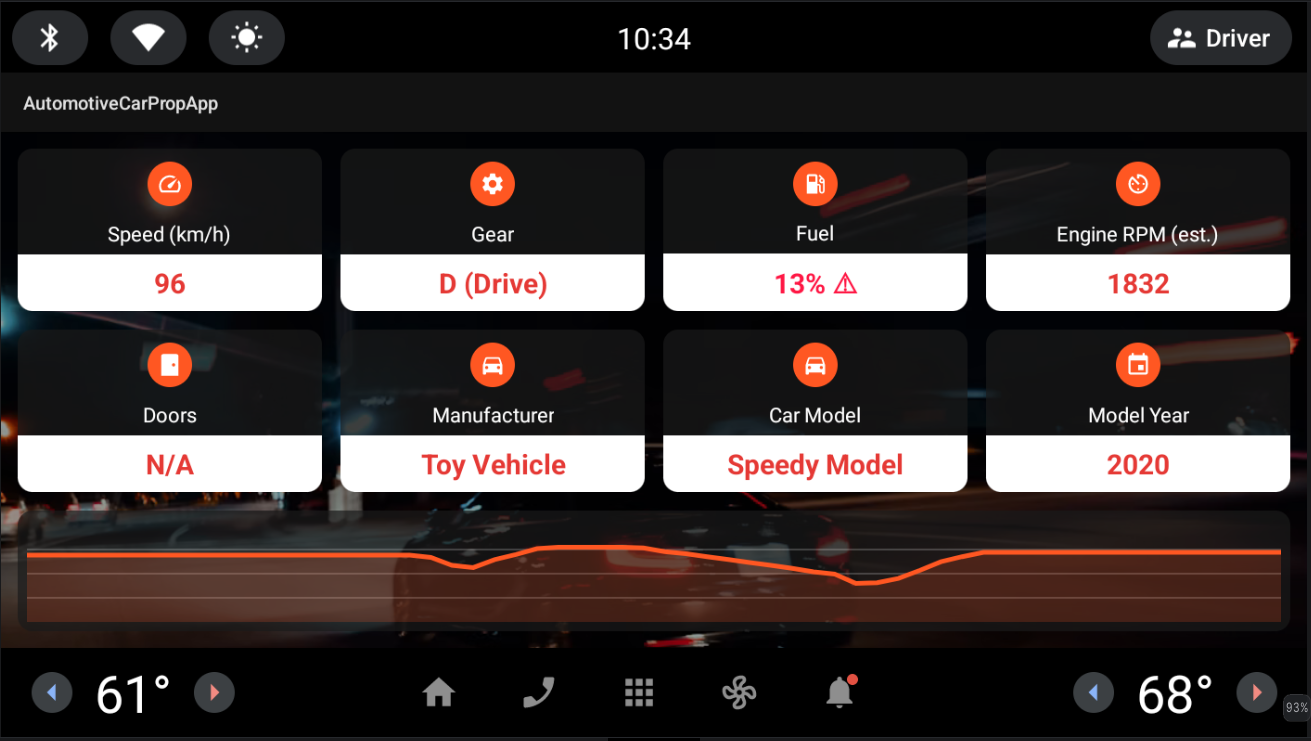 10:34
Driver
AutomotiveCarPropApp
Speed (km/h)
Gear
Fuel
Engine RPM (est.)
96
D (Drive)
13%
1832
Doors
Manufacturer
Car Model
Model Year
N/A
Toy Vehicle
Speedy Model
2020
61°
68°
93%